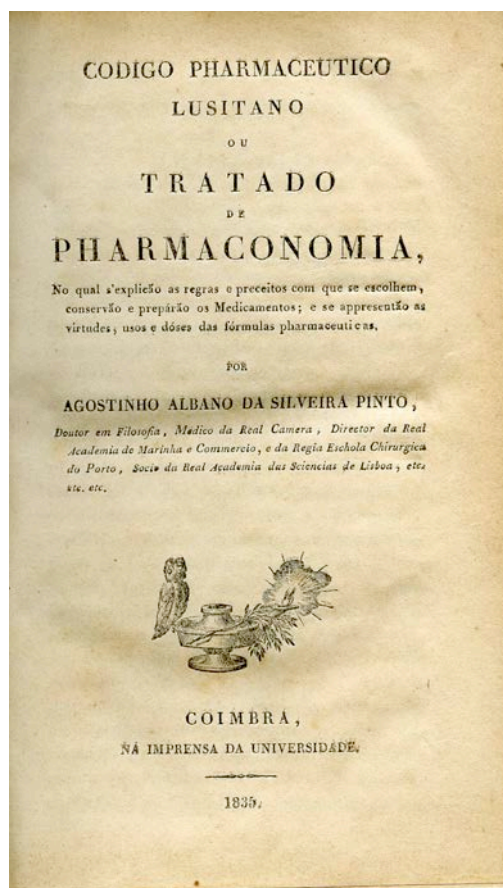 CODIGO PHARMACEUTICO
LUSITANO
OU
TRATADO
DE
PHARMACONOMIA,
No qual s'explicão as regras e preceitos com que se escolhem,
conservão e prepárão os Medicamentos; e se appresentão as
virtudes, usos e dóses das fórmulas pharmaceuticas.
POR
AGOSTINHO ALBANO DA SILVEIRA PINTO,
Doutor em Filosofia, Medico da Real Camera, Director da Real
Academia de Marinha e Commercio, e da Regia Eschola Chirurgica
do Porto, Socio da Real Academia das Sciencias de Lisboa, etc.
etc. etc.
COIMBRA,
NA IMPRENSA DA UNIVERSIDADE.
1835.